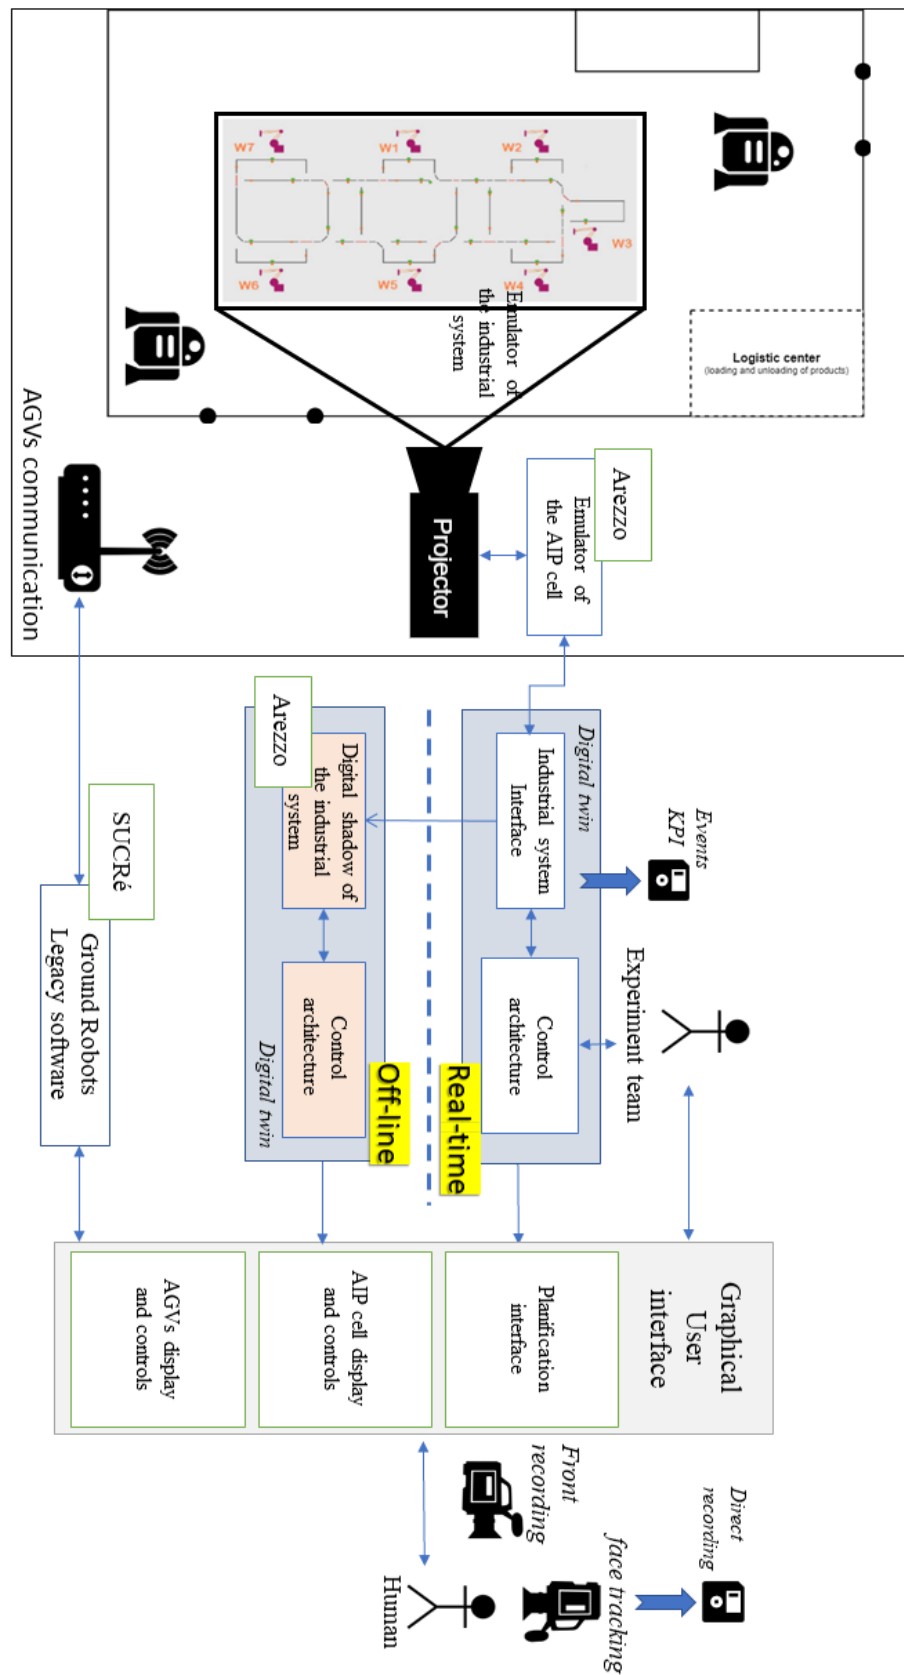 W7
W1
W2
W3
W6
W5
W4
Emulator of
the industrial
system
Logistic center
(loading and unloading of products)
AGVs communication
Projector
Arezzo
Emulator of
the AIP cell
Digital twin
Industrial system
Interface
Control
architecture
Real-time
Events
KPI
Experiment team
Arezzo
Digital shadow of
the industrial
system
Control
architecture
Digital twin
Off-line
SUCRé
Ground Robots
Legacy software
Graphical
User
interface
Planification
interface
AIP cell display
and controls
AGVs display
and controls
Front
recording
face tracking
Direct
recording
Human